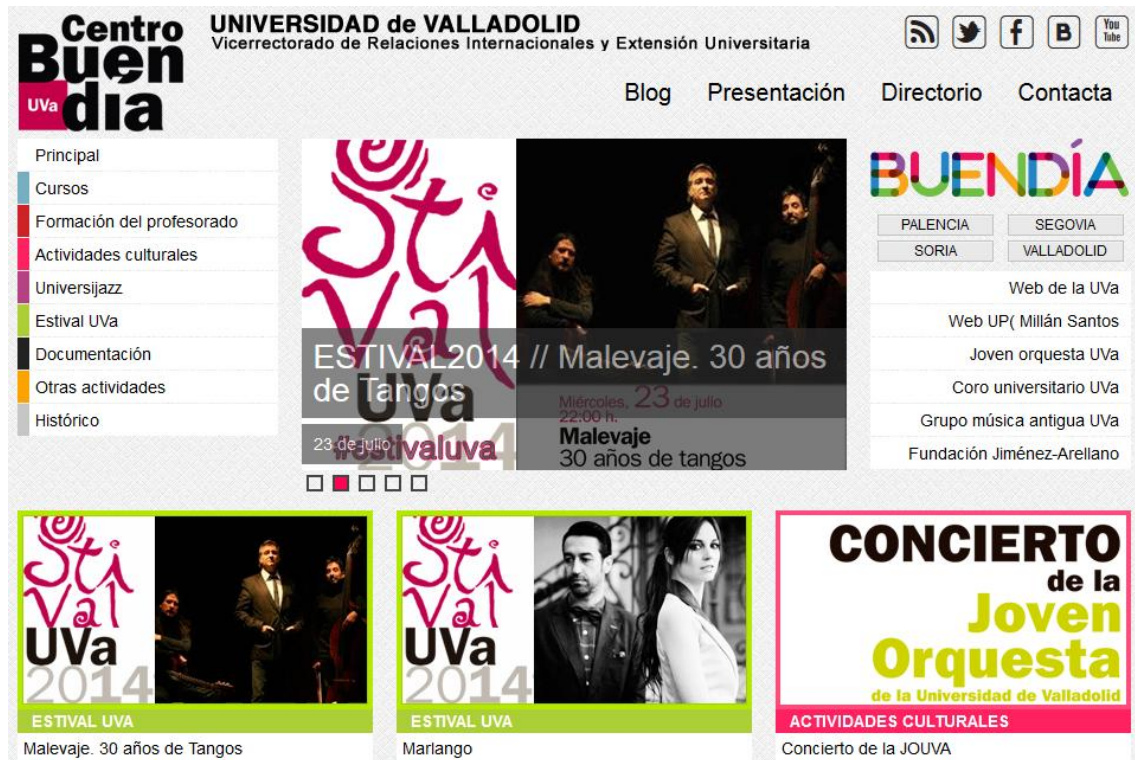 Centro
Buen
UVa día
UNIVERSIDAD de VALLADOLID
Vicerrectorado de Relaciones Internacionales y Extensión Universitaria
B
You
Tube
Blog
Presentación
Directorio
Contacta
Principal
Cursos
Formación del profesorado
Actividades culturales
Universijazz
Estival UVa
Documentación
Otras actividades
Histórico
Estival
UVa
2014
#estivaluva
ESTIVAL2014 // Malevaje. 30 años
de Tangos
23 de julio
Miércoles, 23 de julio
22:00 h.
Malevaje
30 años de tangos
BUENDÍA
PALENCIA
SEGOVIA
SORIA
VALLADOLID
Web de la UVa
Web UP( Millán Santos
Joven orquesta UVa
Coro universitario UVa
Grupo música antigua UVa
Fundación Jiménez-Arellano
Estival
UVa
2014
ESTIVAL UVA
Malevaje. 30 años de Tangos
Estival
UVa
2014
ESTIVAL UVA
Marlango
CONCIERTO
de la
Joven
Orquesta
de la Universidad de Valladolid
ACTIVIDADES CULTURALES
Concierto de la JOUVA